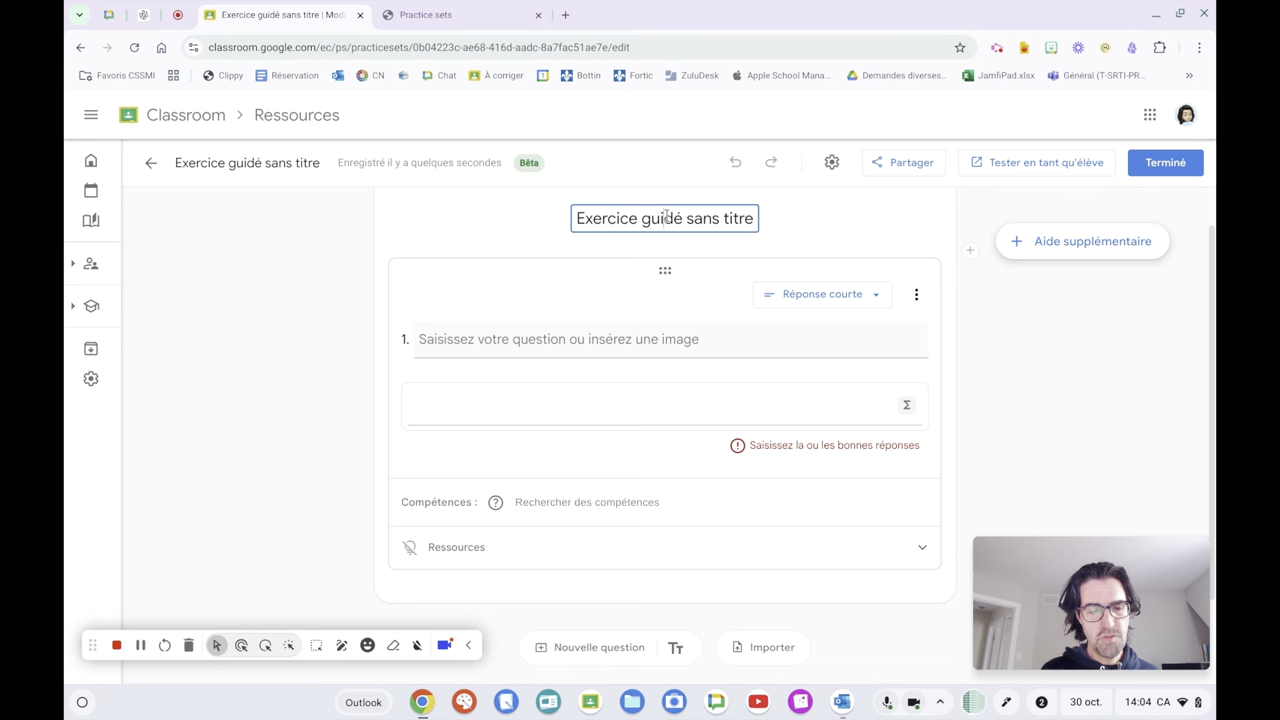 Exercice guidé sans titre | Modi
Practice sets
classroom.google.com/ec/ps/practicesets/0b04223c-ae68-416d-aadc-8a7fac51ae7e/edit
Favoris CSSMI
Clippy
Réservation
CN
Chat
À corriger
Bottin
Fortic
ZuluDesk
Apple School Mana...
Demandes diverses...
JamfiPad.xlsx
Général (T-SRTI-PR...
Classroom > Ressources
Exercice guidé sans titre
Enregistré il y a quelques secondes
Bêta
Partager
Tester en tant qu'élève
Terminé
Exercice guidé sans titre
Aide supplémentaire
Réponse courte
1. Saisissez votre question ou insérez une image
Σ
Saisissez la ou les bonnes réponses
Compétences : ? Rechercher des compétences
Ressources
Nouvelle question
Tт
Importer
Outlook
2
30 oct.
14:04 CA